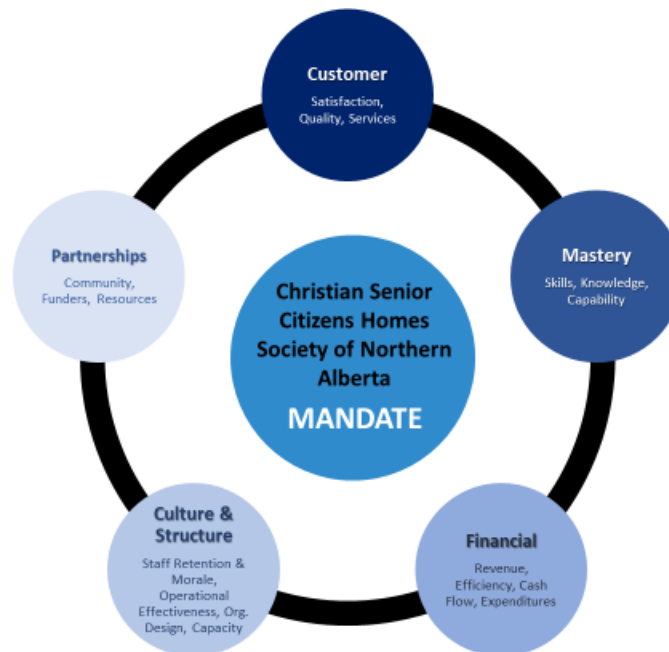 Customer
Satisfaction,
Quality, Services
Partnerships
Community,
Funders, Resources
Mastery
Skills, Knowledge,
Capability
Christian Senior
Citizens Homes
Society of Northern
Alberta
MANDATE
Culture &
Structure
Staff Retention &
Morale,
Operational
Effectiveness, Org.
Design, Capacity
Financial
Revenue,
Efficiency, Cash
Flow, Expenditures